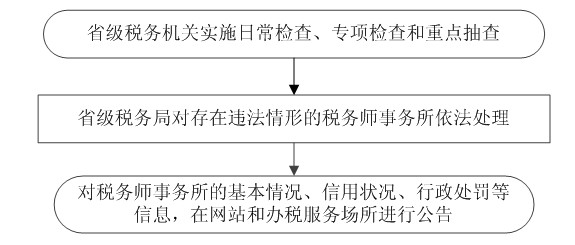 省级税务机关实施日常检查、专项检查和重点抽查
省级税务局对存在违法情形的税务师事务所依法处理
对税务师事务所的基本情况、信用状况、行政处罚等
信息，在网站和办税服务场所进行公告